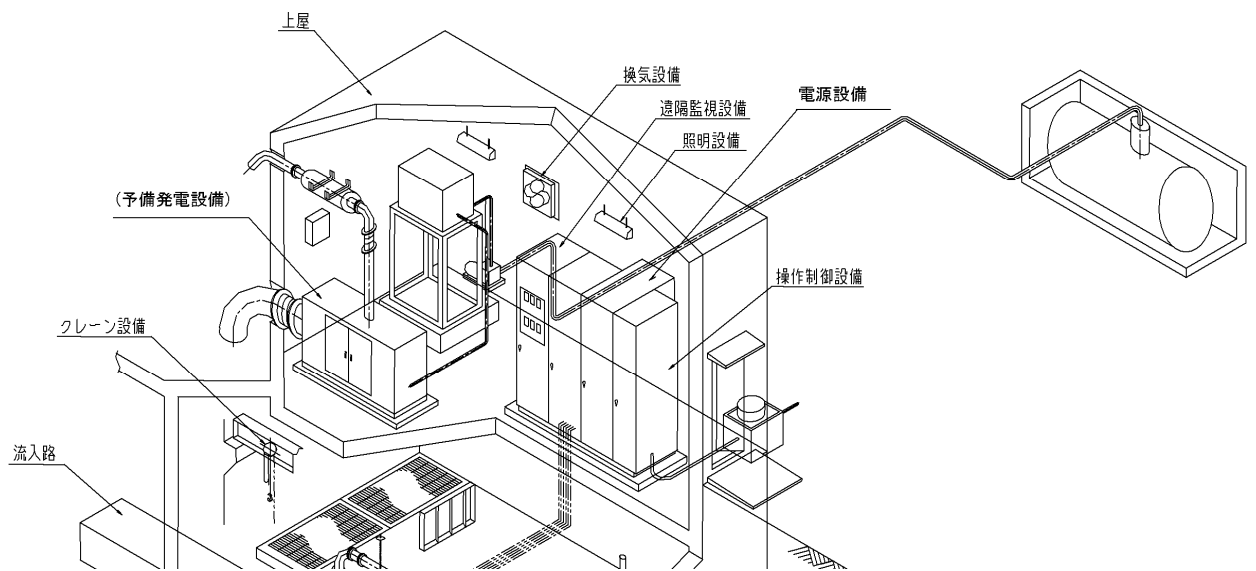 上屋
換気設備
遠隔監視設備
電源設備
照明設備
(予備発電設備)
操作制御設備
クレーン設備
流入路